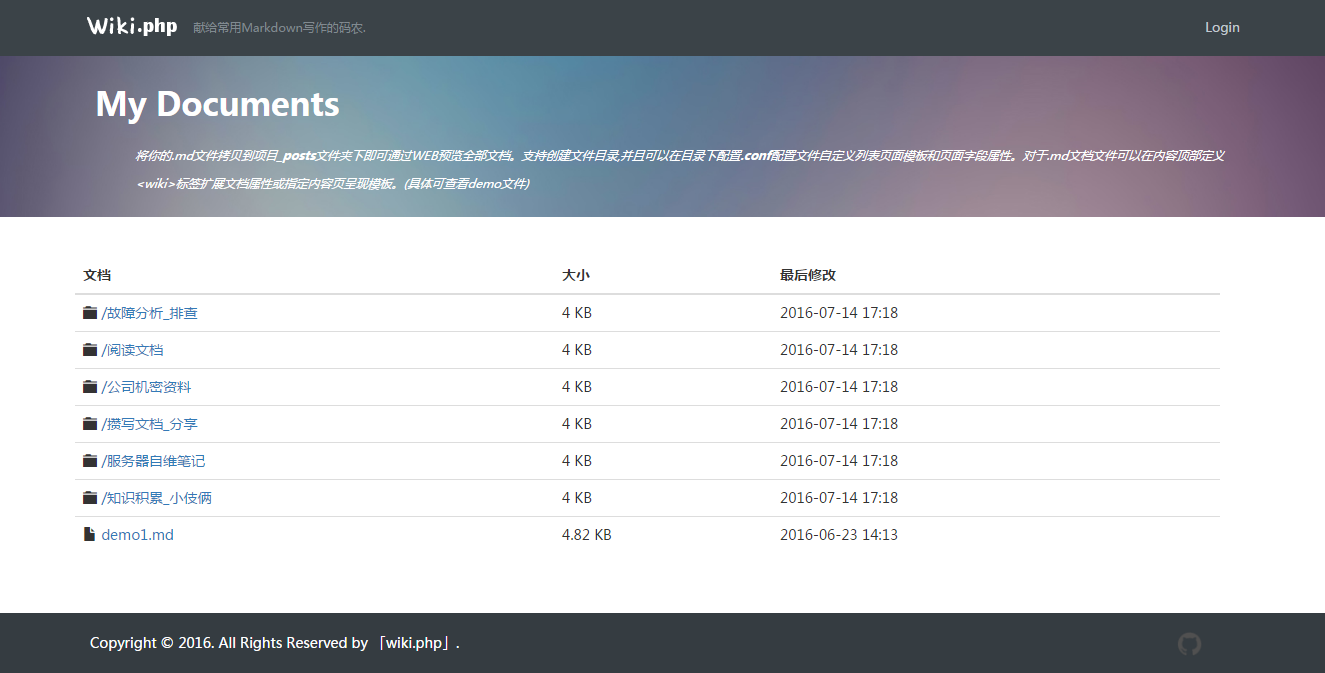 Wiki.php 献给常用Markdown写作的码农. Login
My Documents
将你的.md文件拷贝到项目_posts文件夹下即可通过WEB预览全部文档。支持创建文件目录,并且可以在目录下配置.conf配置文件自定义列表页面模板和页面字段属性。对于.md文档文件可以在内容顶部定义
<wiki>标签扩展文档属性或指定内容页呈现模板。(具体可查看demo文件)
文档 大小 最后修改
/故障分析_排查 4 KB 2016-07-14 17:18
/阅读文档 4 KB 2016-07-14 17:18
/公司机密资料 4 KB 2016-07-14 17:18
/攒写文档_分享 4 KB 2016-07-14 17:18
/服务器自维笔记 4 KB 2016-07-14 17:18
/知识积累_小伎俩 4 KB 2016-07-14 17:18
demo1.md 4.82 KB 2016-06-23 14:13
Copyright © 2016. All Rights Reserved by 「wiki.php」.